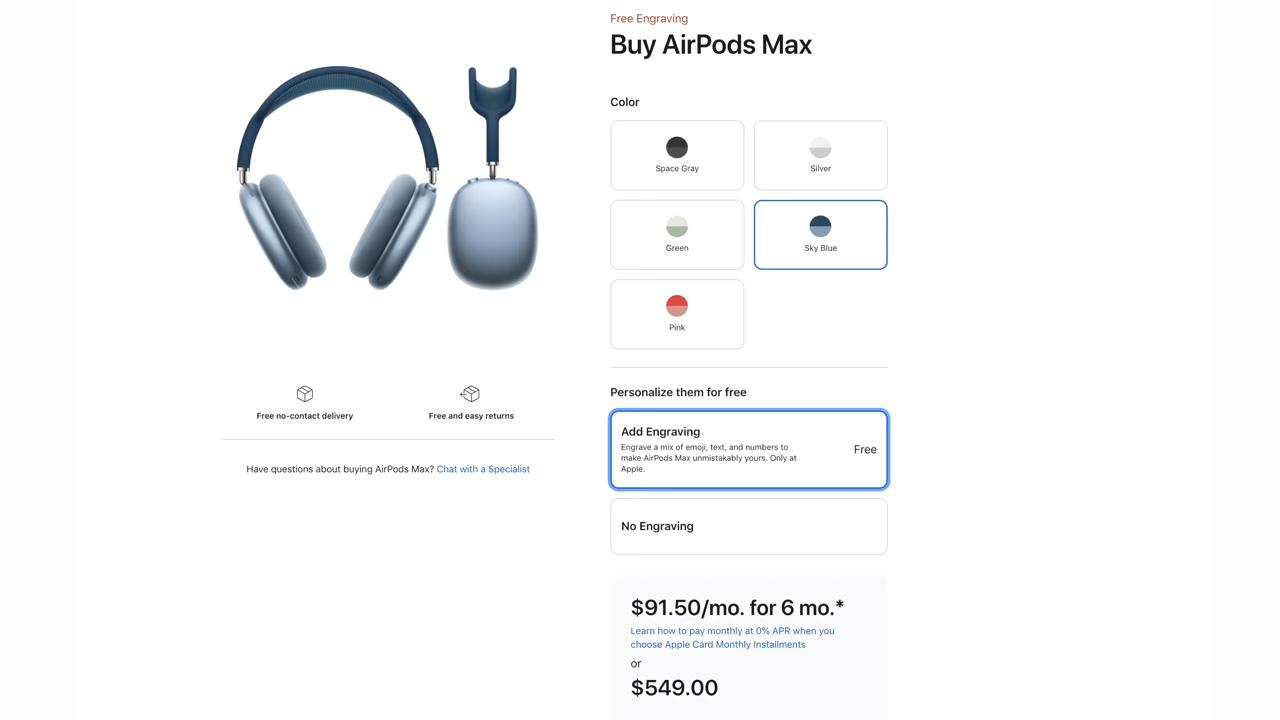 Free Engraving
Buy AirPods Max
Color
Space Gray
Silver
Green
Sky Blue
Pink
Free no-contact delivery
Free and easy returns
Have questions about buying AirPods Max? Chat with a Specialist
Personalize them for free
Add Engraving
Engrave a mix of emoji, text, and numbers to
make AirPods Max unmistakably yours. Only at
Apple.
Free
No Engraving
$91.50/mo. for 6 mo.*
Learn how to pay monthly at 0% APR when you
choose Apple Card Monthly Installments
or
$549.00